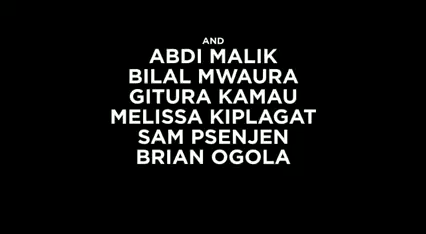 AND
ABDI MALIK
BILAL MWAURA
GITURA KAMAU
MELISSA KIPLAGAT
SAM PSENJEN
BRIAN OGOLA